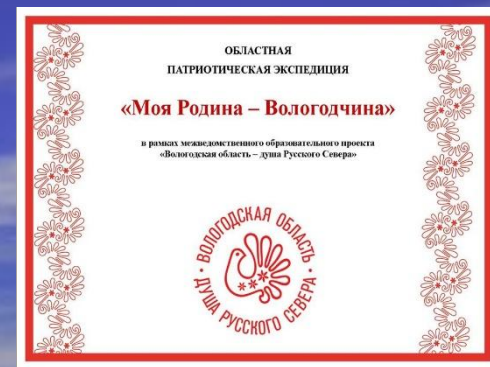 ОБЛАСТНАЯ
ПАТРИОТИЧЕСКАЯ ЭКСПЕДИЦИЯ
«Моя Родина – Вологодчина»
в рамках межведомственного образовательного проекта
«Вологодская область – душа Русского Севера»
ВОЛОГОДСКАЯ ОБЛАСТЬ
ДУША РУССКОГО СЕВЕРА